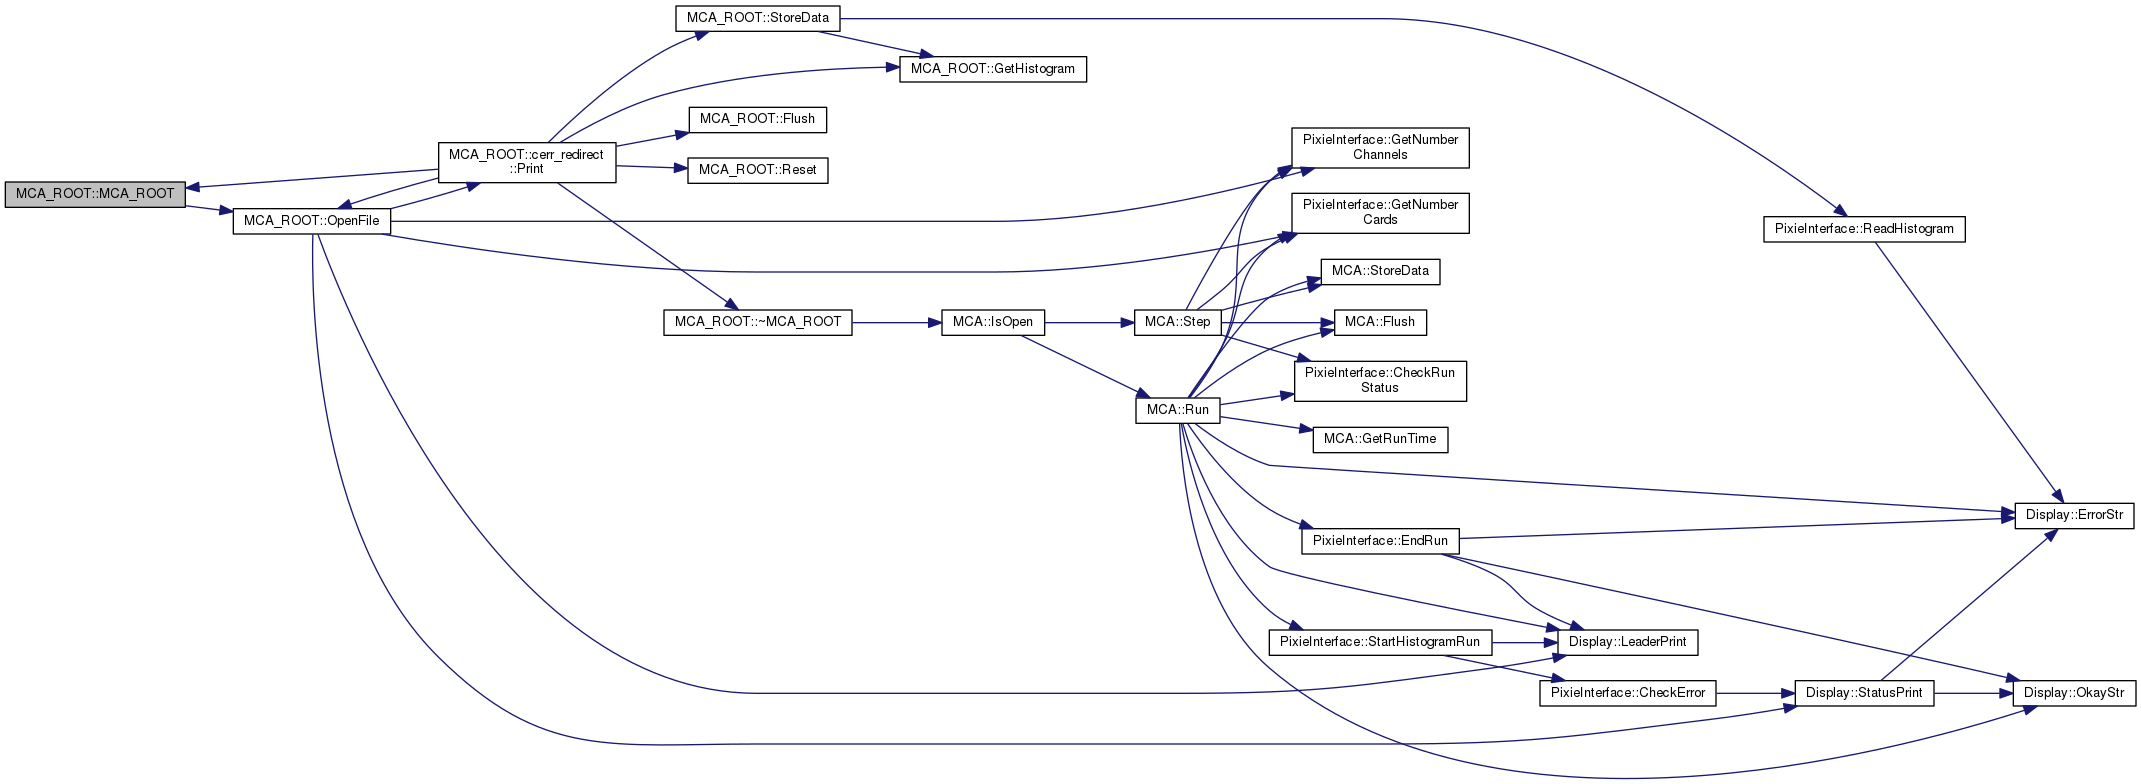 MCA_ROOT::StoreData
MCA_ROOT::GetHistogram
MCA_ROOT::Flush
MCA_ROOT::cerr_redirect
::Print
MCA_ROOT::Reset
MCA_ROOT::MCA_ROOT
MCA_ROOT::OpenFile
PixieInterface::GetNumber
Channels
PixieInterface::GetNumber
Cards
PixieInterface::ReadHistogram
MCA::StoreData
MCA_ROOT::~MCA_ROOT
MCA::IsOpen
MCA::Step
MCA::Flush
PixieInterface::CheckRun
Status
MCA::Run
MCA::GetRunTime
Display::ErrorStr
PixieInterface::EndRun
PixieInterface::StartHistogramRun
Display::LeaderPrint
PixieInterface::CheckError
Display::StatusPrint
Display::OkayStr